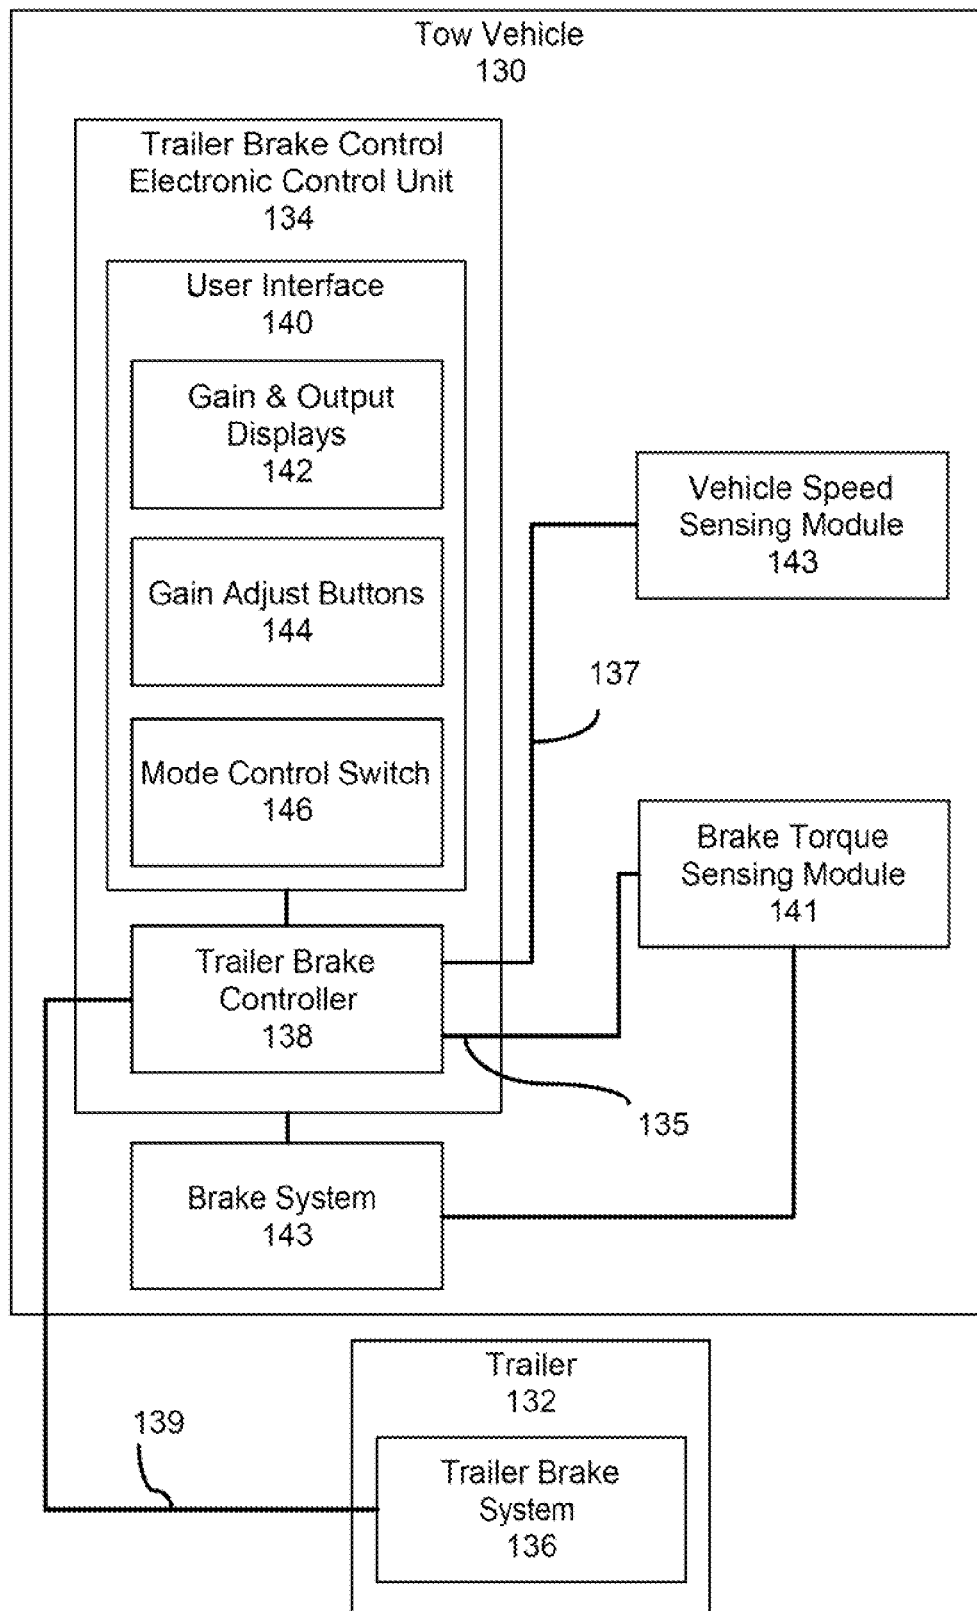 Tow Vehicle
130
Trailer Brake Control
Electronic Control Unit
134
User Interface
140
Gain & Output
Displays
142
Gain Adjust Buttons
144
Mode Control Switch
146
Vehicle Speed
Sensing Module
143
137
Brake Torque
Sensing Module
141
Trailer Brake
Controller
138
135
Brake System
143
Trailer
132
139
Trailer Brake
System
136